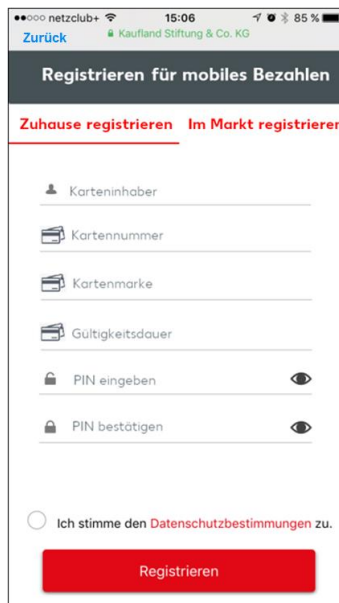 netzclub+ 15:06 85 %
Zurück Kaufland Stiftung & Co. KG
Registrieren für mobiles Bezahlen
Zuhause registrieren Im Markt registrieren
Karteninhaber
Kartennummer
Kartenmarke
Gültigkeitsdauer
PIN eingeben
PIN bestätigen
Ich stimme den Datenschutzbestimmungen zu.
Registrieren